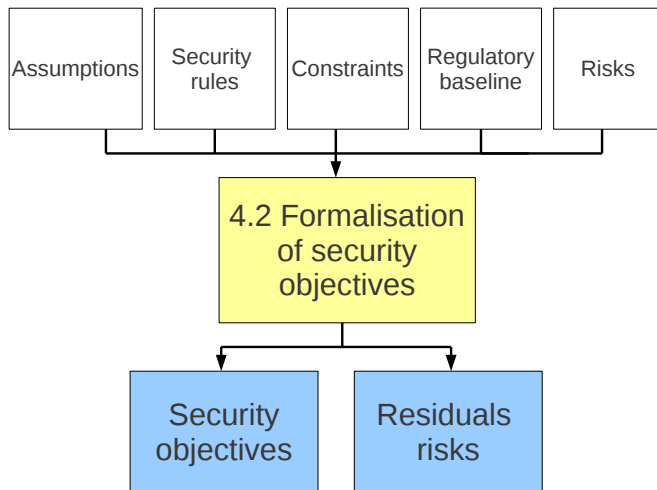 Assumptions
Security
rules
Constraints
Regulatory
baseline
Risks
4.2 Formalisation
of security
objectives
Security
objectives
Residuals
risks